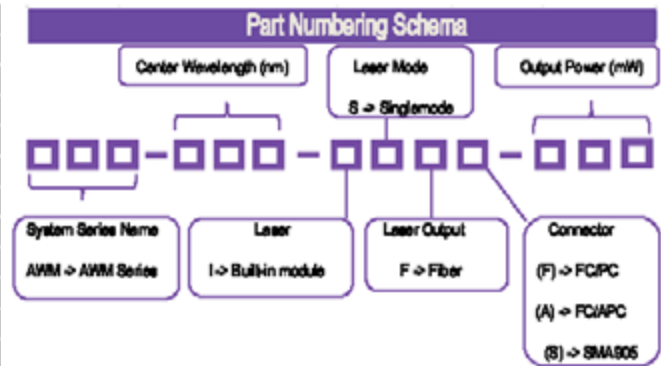 Part Numbering Schema
Center Wavelength (nm)
Laser Mode
S -> Singlemode
Output Power (mW)
System Series Name
AWM -> AWM Series
Laser
I -> Built-in module
Laser Output
F -> Fiber
Connector
(F) -> FC/PC
(A) -> FC/APC
(S) -> SMA905